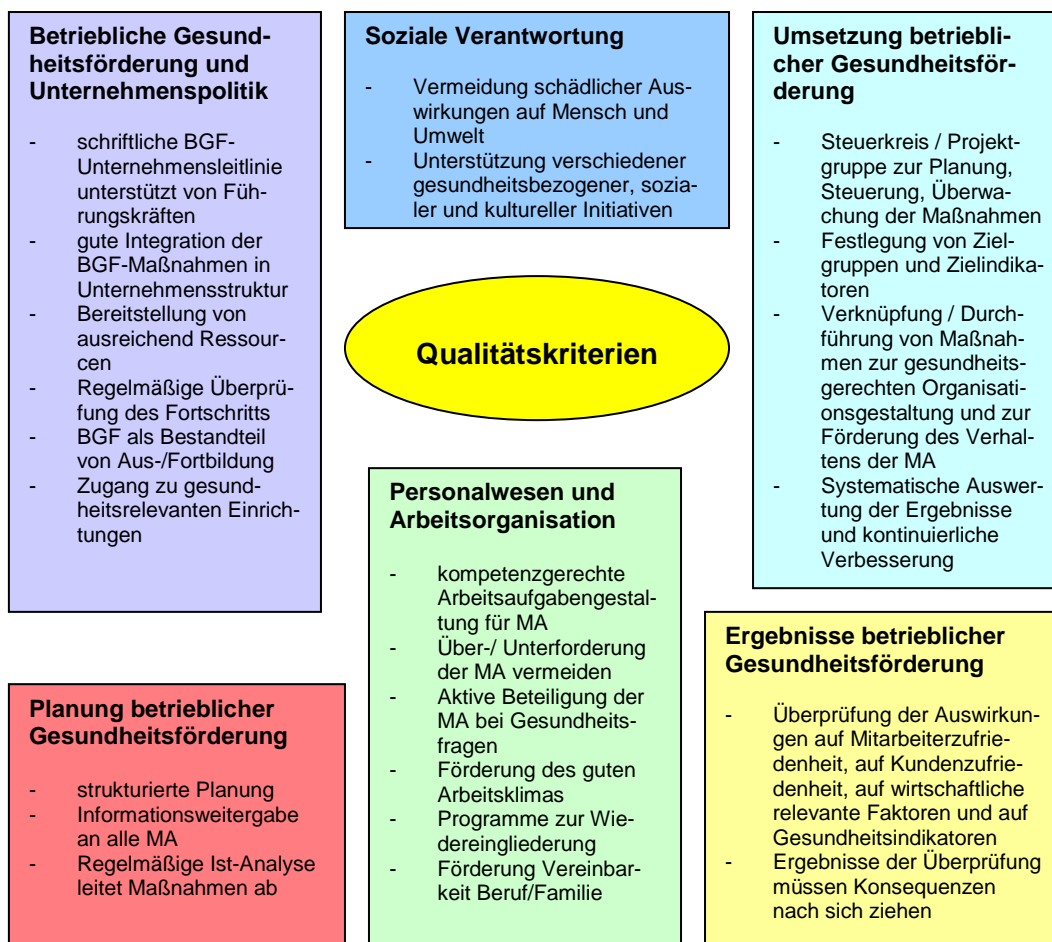 Betriebliche Gesund-
heitsförderung und
Unternehmenspolitik
- schriftliche BGF-
Unternehmensleitlinie
unterstützt von Füh-
rungskräften
- gute Integration der
BGF-Maßnahmen in
Unternehmensstruktur
- Bereitstellung von
ausreichend Ressour-
cen
- Regelmäßige Überprü-
fung des Fortschritts
- BGF als Bestandteil
von Aus-/Fortbildung
- Zugang zu gesund-
heitsrelevanten Einrich-
tungen
Soziale Verantwortung
- Vermeidung schädlicher Aus-
wirkungen auf Mensch und
Umwelt
- Unterstützung verschiedener
gesundheitsbezogener, sozia-
ler und kultureller Initiativen
Umsetzung betriebli-
cher Gesundheitsför-
derung
- Steuerkreis / Projekt-
gruppe zur Planung,
Steuerung, Überwa-
chung der Maßnahmen
- Festlegung von Ziel-
gruppen und Zielindika-
toren
- Verknüpfung / Durch-
führung von Maßnah-
men zur gesundheits-
gerechten Organisati-
onsgestaltung und zur
Förderung des Verhal-
tens der MA
- Systematische Auswer-
tung der Ergebnisse
und kontinuierliche
Verbesserung
Qualitätskriterien
Planung betrieblicher
Gesundheitsförderung
- strukturierte Planung
- Informationsweitergabe
an alle MA
- Regelmäßige Ist-Analyse
leitet Maßnahmen ab
Personalwesen und
Arbeitsorganisation
- kompetenzgerechte
Arbeitsaufgabengestal-
tung für MA
- Über-/ Unterforderung
der MA vermeiden
- Aktive Beteiligung der
MA bei Gesundheits-
fragen
- Förderung des guten
Arbeitsklimas
- Programme zur Wie-
dereingliederung
- Förderung Vereinbar-
keit Beruf/Familie
Ergebnisse betrieblicher
Gesundheitsförderung
- Überprüfung der Auswirkun-
gen auf Mitarbeiterzufrie-
denheit, auf Kundenzufrie-
denheit, auf wirtschaftliche
relevante Faktoren und auf
Gesundheitsindikatoren
- Ergebnisse der Überprüfung
müssen Konsequenzen
nach sich ziehen